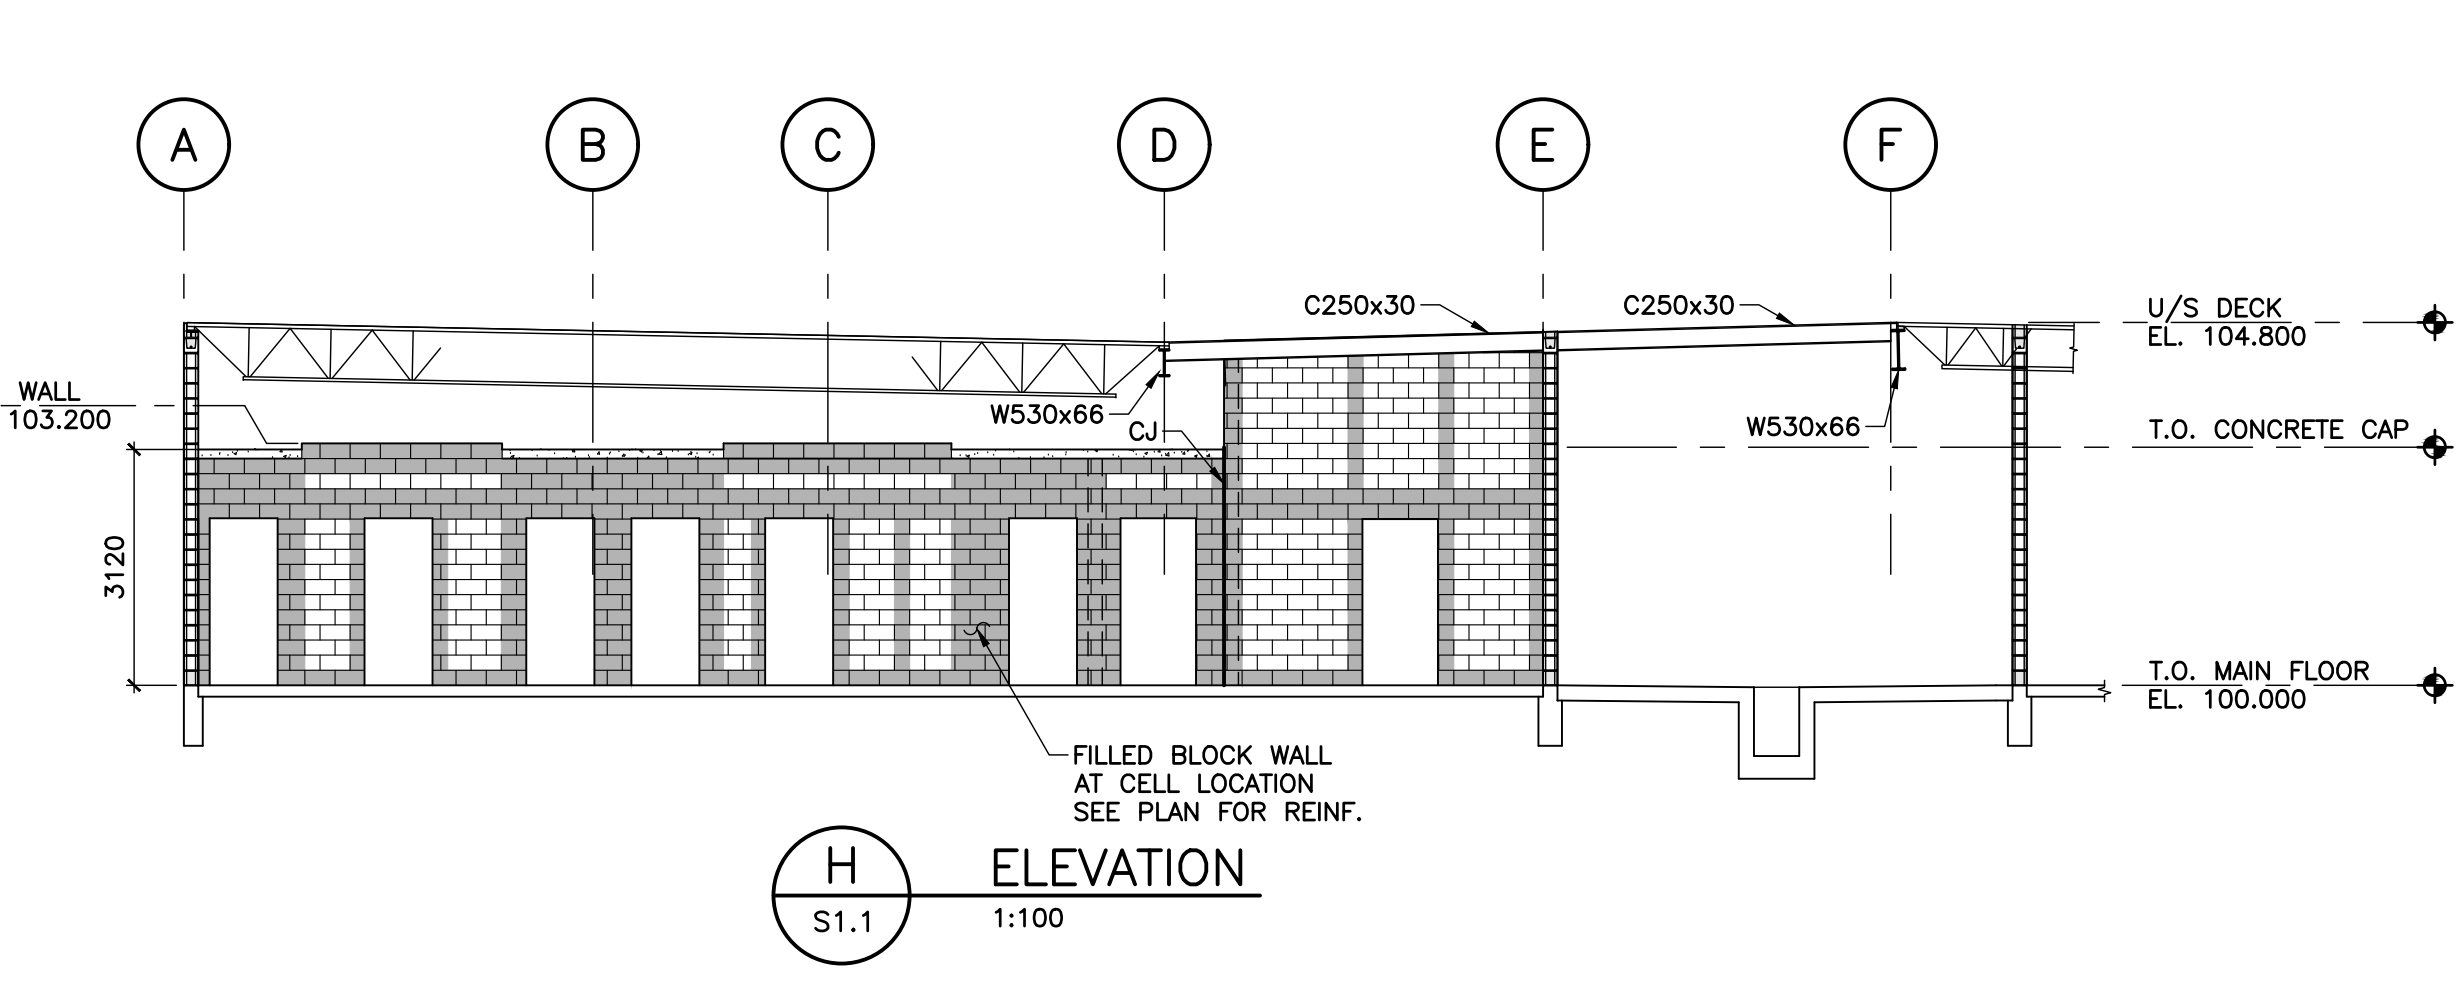 A
B
C
D
E
F
C250x30
C250x30
U/S DECK
EL. 104.800
WALL
103.200
W530x66
CJ
W530x66
T.O. CONCRETE CAP
3120
T.O. MAIN FLOOR
EL. 100.000
FILLED BLOCK WALL
AT CELL LOCATION
SEE PLAN FOR REINF.
H
S1.1
ELEVATION
1:100